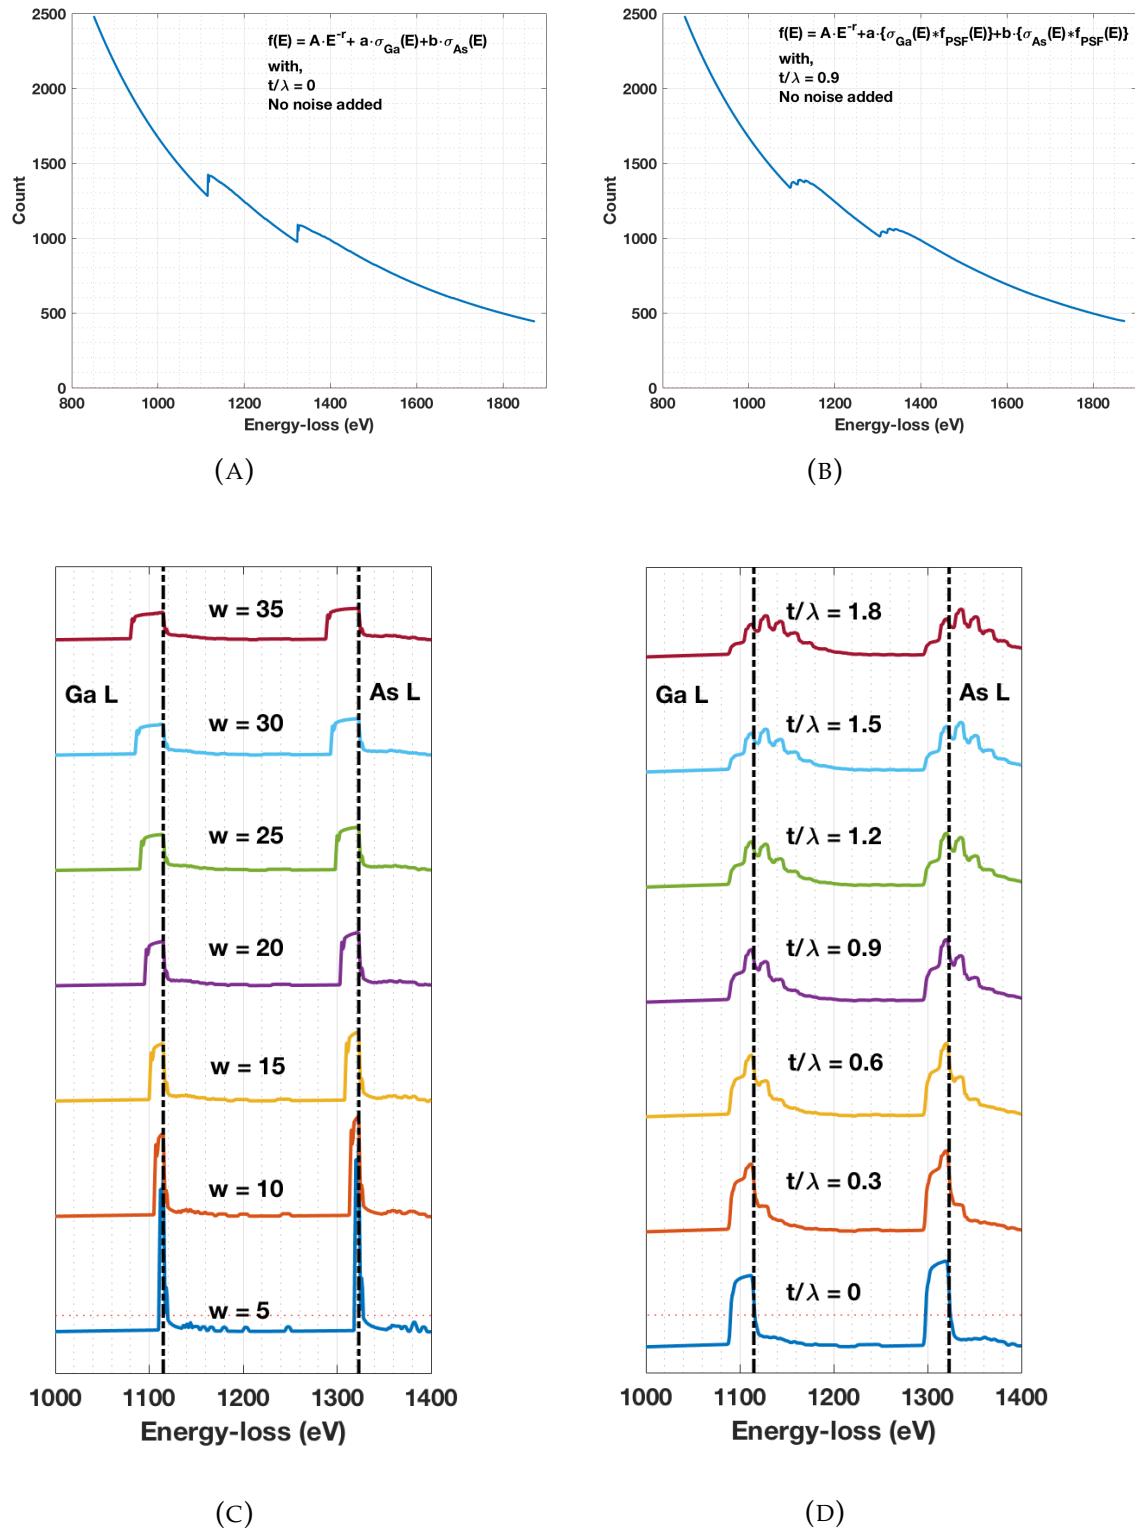 2500
2000
1500
1000
500
0
Count
f(E) = A·E⁻ʳ+ a·σ_Ga(E)+b·σ_As(E)
with,
t/λ = 0
No noise added
800 1000 1200 1400 1600 1800
Energy-loss (eV)
(A)
2500
2000
1500
1000
500
0
Count
f(E) = A·E⁻ʳ+a·{σ_Ga(E)∗f_PSF(E)}+b·{σ_As(E)∗f_PSF(E)}
with,
t/λ = 0.9
No noise added
800 1000 1200 1400 1600 1800
Energy-loss (eV)
(B)
w = 35
Ga L
As L
w = 30
w = 25
w = 20
w = 15
w = 10
w = 5
1000 1100 1200 1300 1400
Energy-loss (eV)
(C)
t/λ = 1.8
Ga L
As L
t/λ = 1.5
t/λ = 1.2
t/λ = 0.9
t/λ = 0.6
t/λ = 0.3
t/λ = 0
1000 1100 1200 1300 1400
Energy-loss (eV)
(D)